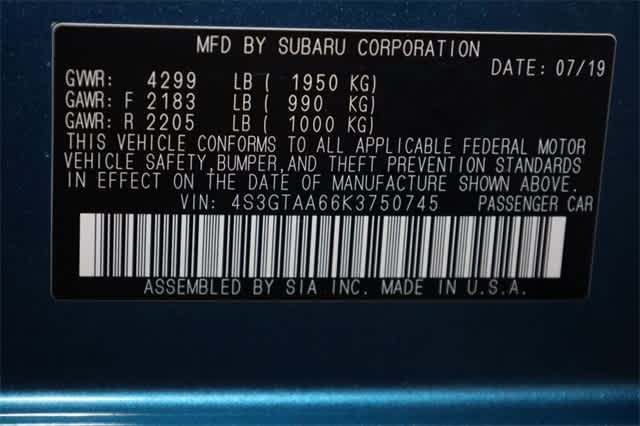 MFD BY SUBARU CORPORATION
DATE: 07/19
GVWR: 4299 LB ( 1950 KG)
GAWR: F 2183 LB ( 990 KG)
GAWR: R 2205 LB ( 1000 KG)
THIS VEHICLE CONFORMS TO ALL APPLICABLE FEDERAL MOTOR
VEHICLE SAFETY,BUMPER,AND THEFT PREVENTION STANDARDS
IN EFFECT ON THE DATE OF MANUFACTURE SHOWN ABOVE.
VIN: 4S3GTAA66K3750745 PASSENGER CAR
ASSEMBLED BY SIA INC. MADE IN U.S.A.